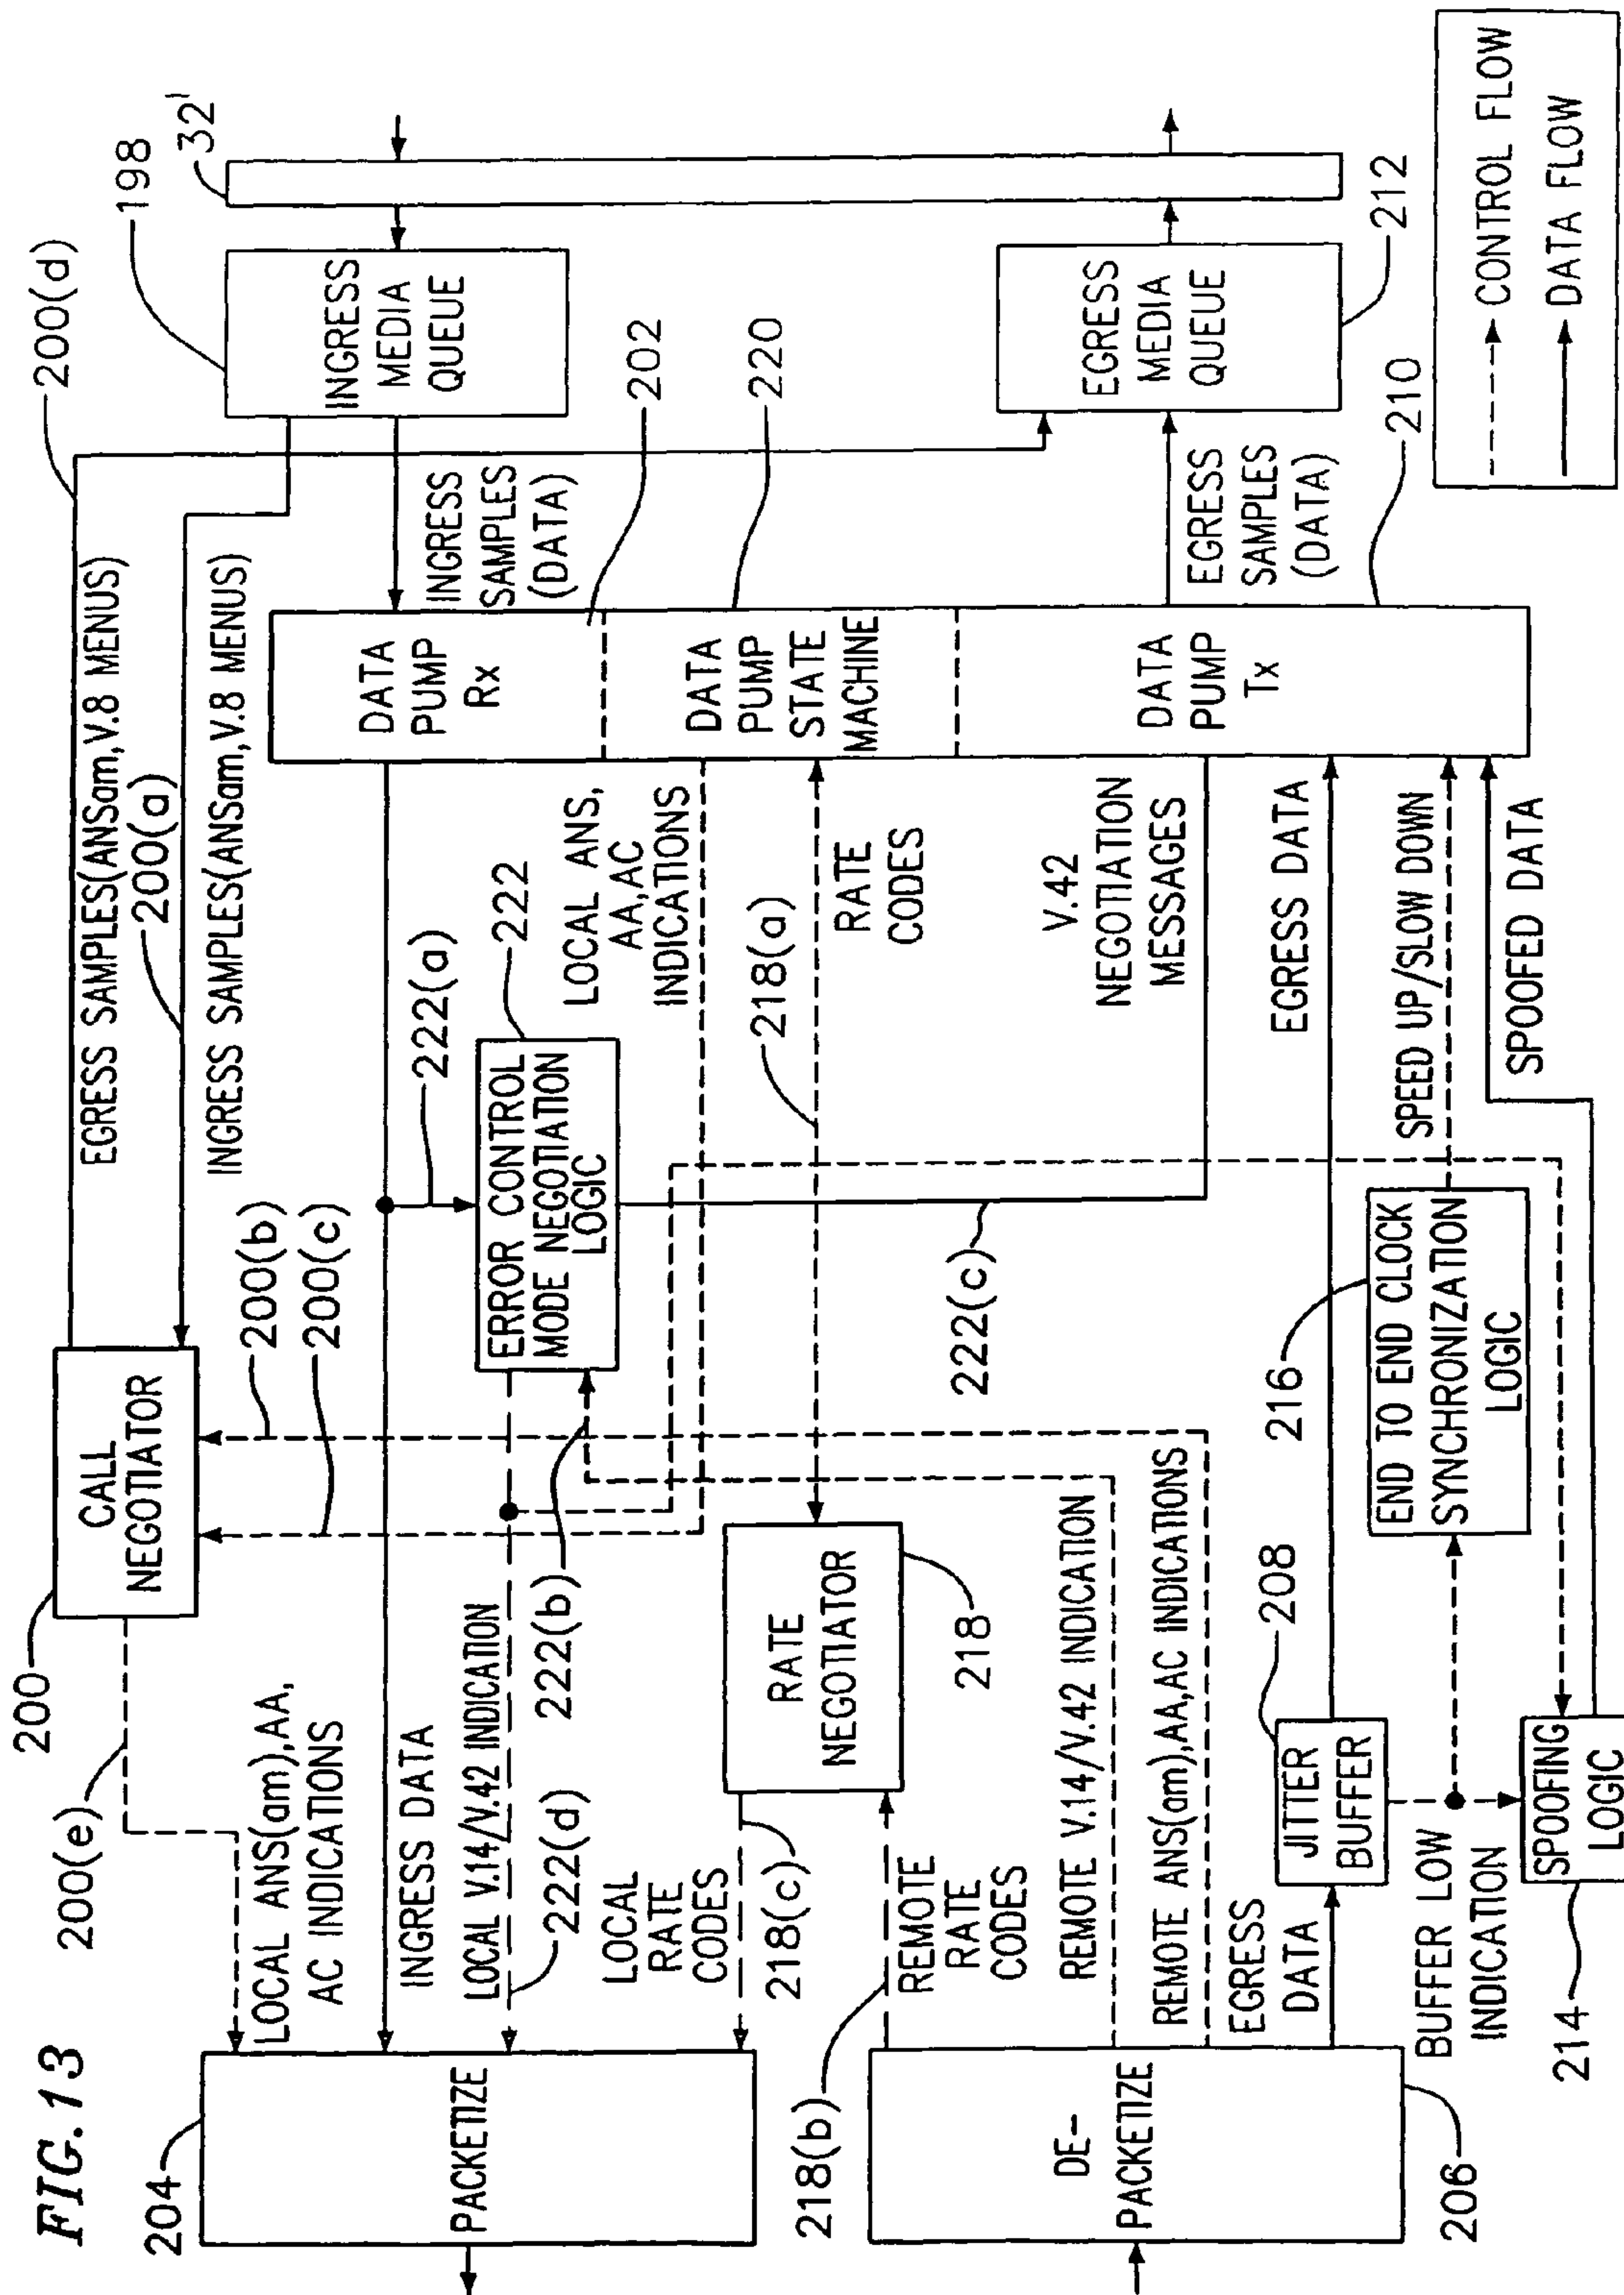 FIG. 13
200
200(d)
198
32'
CALL
NEGOTIATOR
EGRESS SAMPLES(ANSam,V.8 MENUS)
200(a)
INGRESS SAMPLES(ANSam,V.8 MENUS)
INGRESS
MEDIA
QUEUE
200(e)
200(b)
200(c)
204
PACKETIZE
LOCAL ANS(am),AA,
AC INDICATIONS
INGRESS DATA
LOCAL V.14/V.42 INDICATION
222(d)
222(b)
222(a)
222
ERROR CONTROL
MODE NEGOTIATION
LOGIC
LOCAL ANS,
AA,AC
INDICATIONS
DATA
PUMP
Rx
INGRESS
SAMPLES
(DATA)
202
220
DATA
PUMP
STATE
MACHINE
LOCAL
RATE
CODES
218(c)
RATE
NEGOTIATOR
218
218(a)
RATE
CODES
218(b)
REMOTE
RATE
CODES
222(c)
V.42
NEGOTIATION
MESSAGES
DATA
PUMP
Tx
EGRESS
SAMPLES
(DATA)
EGRESS
MEDIA
QUEUE
212
210
DE-
PACKETIZE
206
REMOTE V.14/V.42 INDICATION
REMOTE ANS(am),AA,AC INDICATIONS
EGRESS
DATA
208
JITTER
BUFFER
EGRESS DATA
216
END TO END CLOCK
SYNCHRONIZATION
LOGIC
SPEED UP/SLOW DOWN
BUFFER LOW
INDICATION
214
SPOOFING
LOGIC
SPOOFED DATA
CONTROL FLOW
DATA FLOW